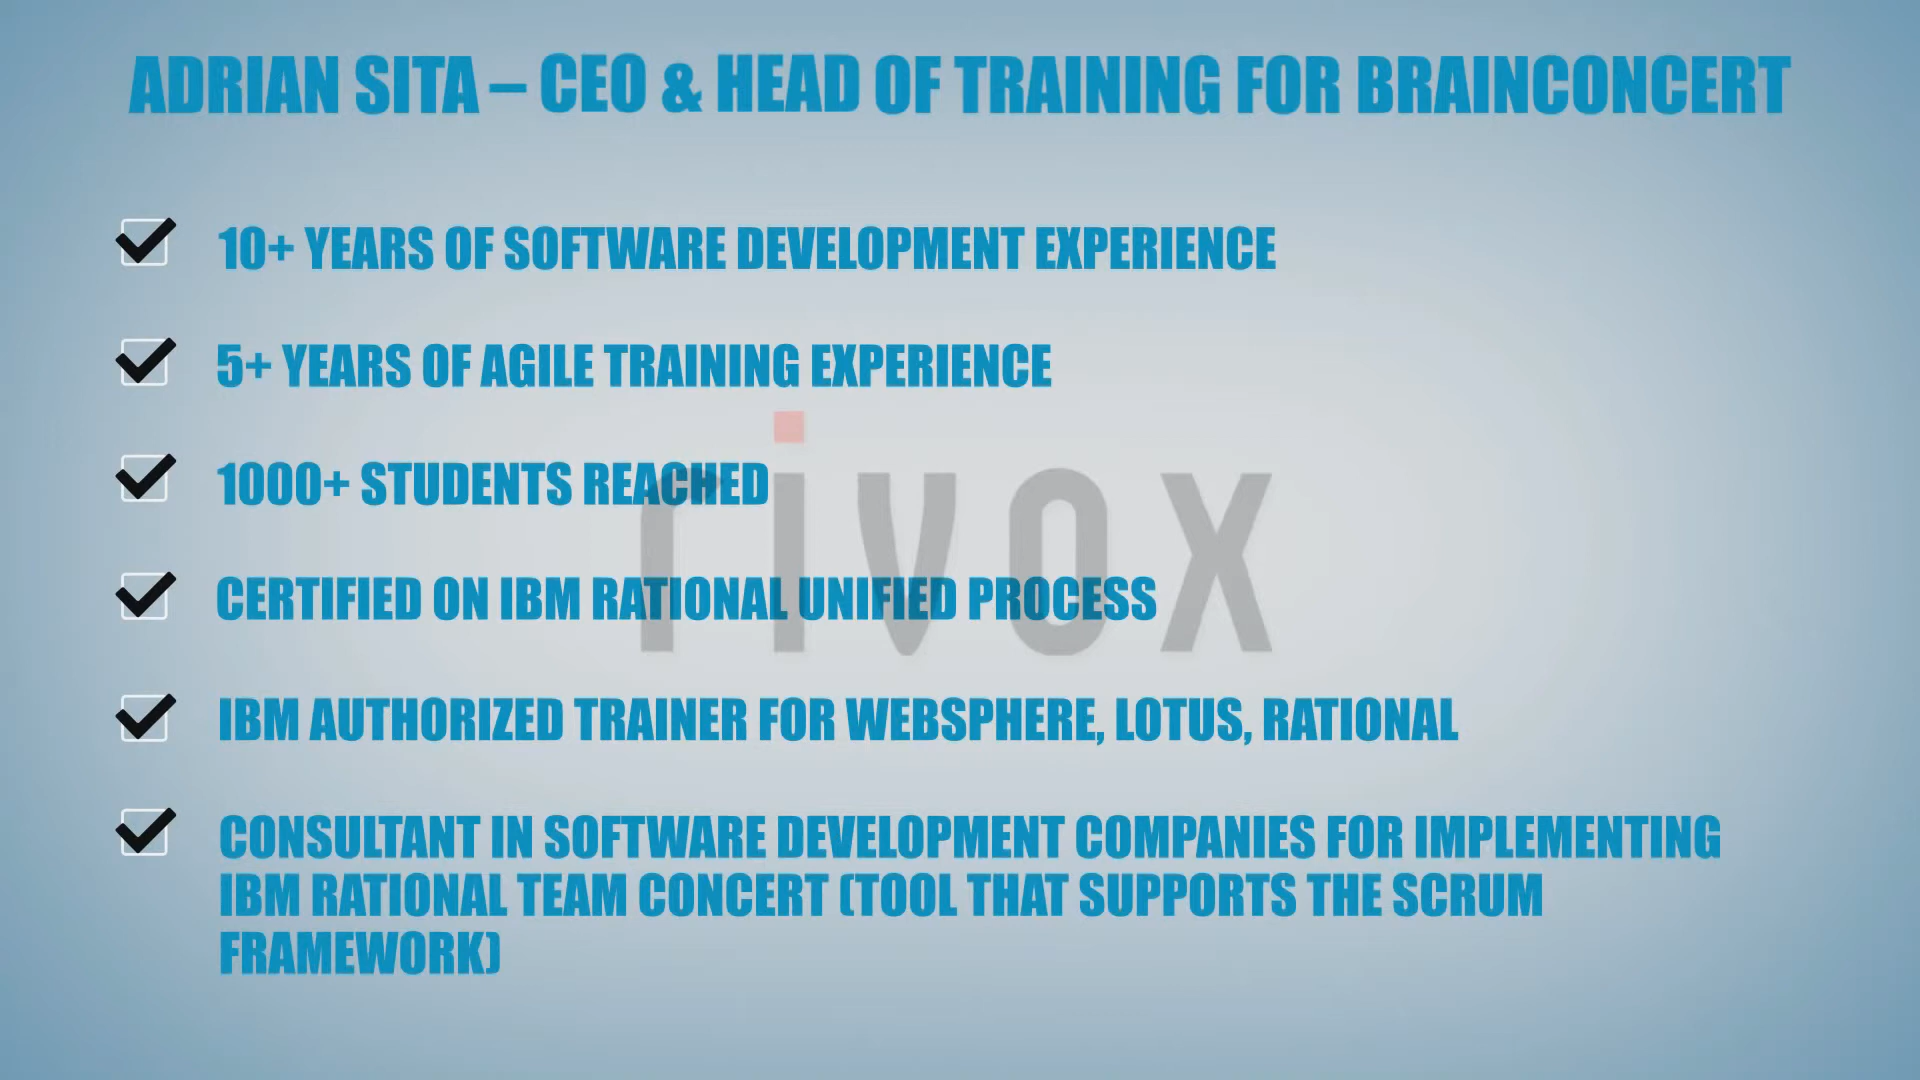 ADRIAN SITA – CEO & HEAD OF TRAINING FOR BRAINCONCERT
10+ YEARS OF SOFTWARE DEVELOPMENT EXPERIENCE
5+ YEARS OF AGILE TRAINING EXPERIENCE
1000+ STUDENTS REACHED
rivox
CERTIFIED ON IBM RATIONAL UNIFIED PROCESS
IBM AUTHORIZED TRAINER FOR WEBSPHERE, LOTUS, RATIONAL
CONSULTANT IN SOFTWARE DEVELOPMENT COMPANIES FOR IMPLEMENTING
IBM RATIONAL TEAM CONCERT (TOOL THAT SUPPORTS THE SCRUM
FRAMEWORK)